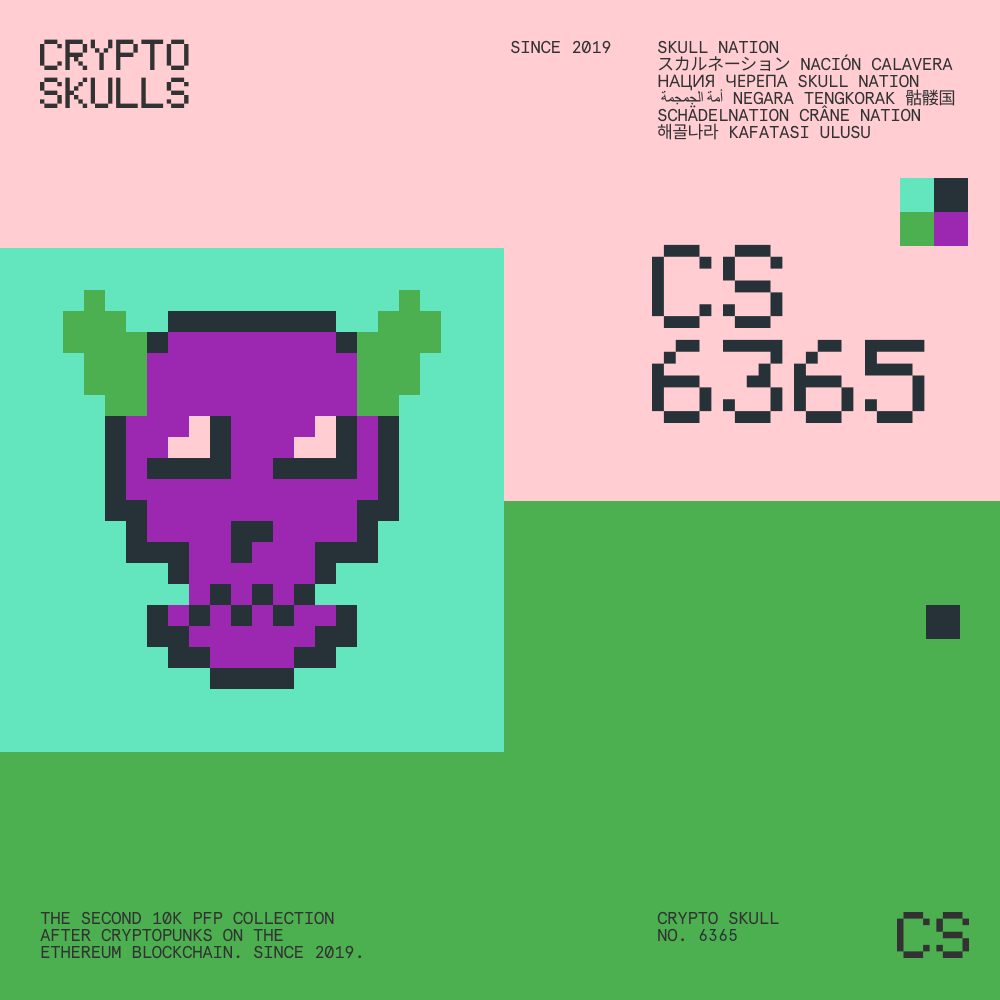 CRYPTO
SKULLS
SINCE 2019
SKULL NATION
スカルネーション NACIÓN CALAVERA
НАЦИЯ ЧЕРЕПА SKULL NATION
أمة الجمجمة NEGARA TENGKORAK 骷髅国
SCHÄDELNATION CRÂNE NATION
해골나라 KAFATASI ULUSU
CS
6365
THE SECOND 10K PFP COLLECTION
AFTER CRYPTOPUNKS ON THE
ETHEREUM BLOCKCHAIN. SINCE 2019.
CRYPTO SKULL
NO. 6365
CS